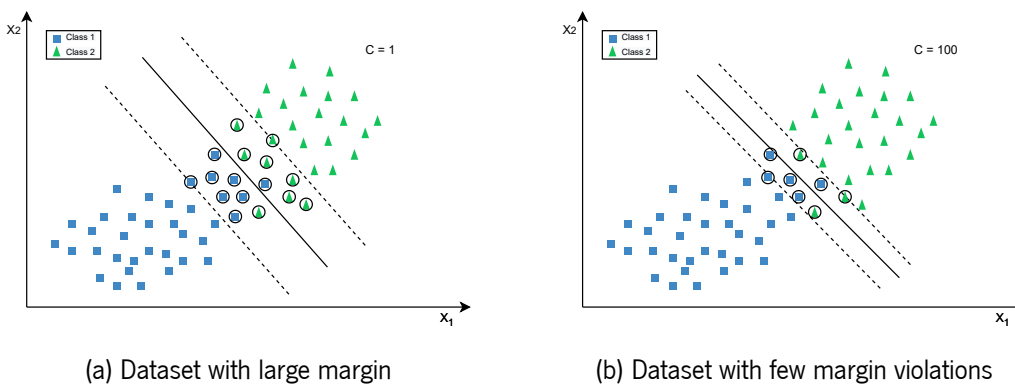 X2
Class 1
Class 2
C = 1
X1
(a) Dataset with large margin
X2
Class 1
Class 2
C = 100
X1
(b) Dataset with few margin violations